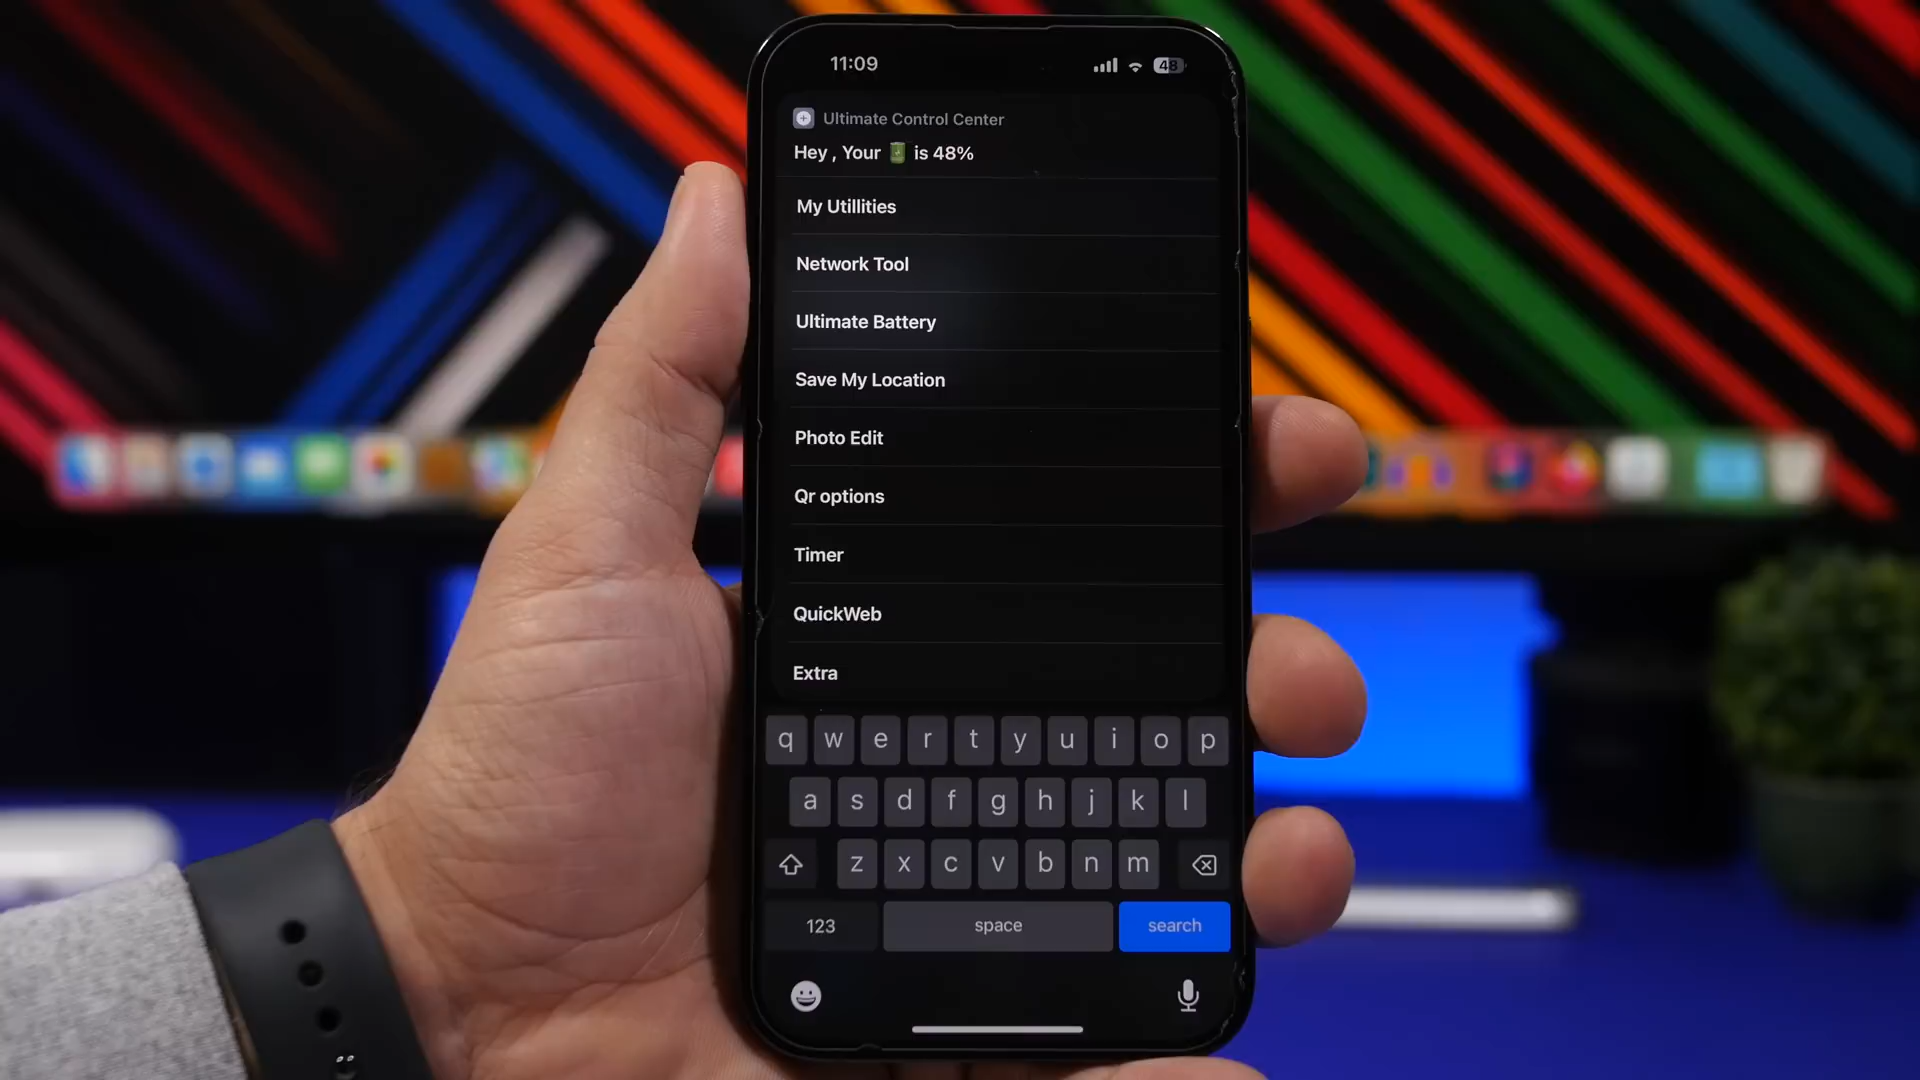 11:09
48
Ultimate Control Center
Hey , Your 🔋 is 48%
My Utillities
Network Tool
Ultimate Battery
Save My Location
Photo Edit
Qr options
Timer
QuickWeb
Extra
q w e r t y u i o p
a s d f g h j k l
z x c v b n m
123 space search